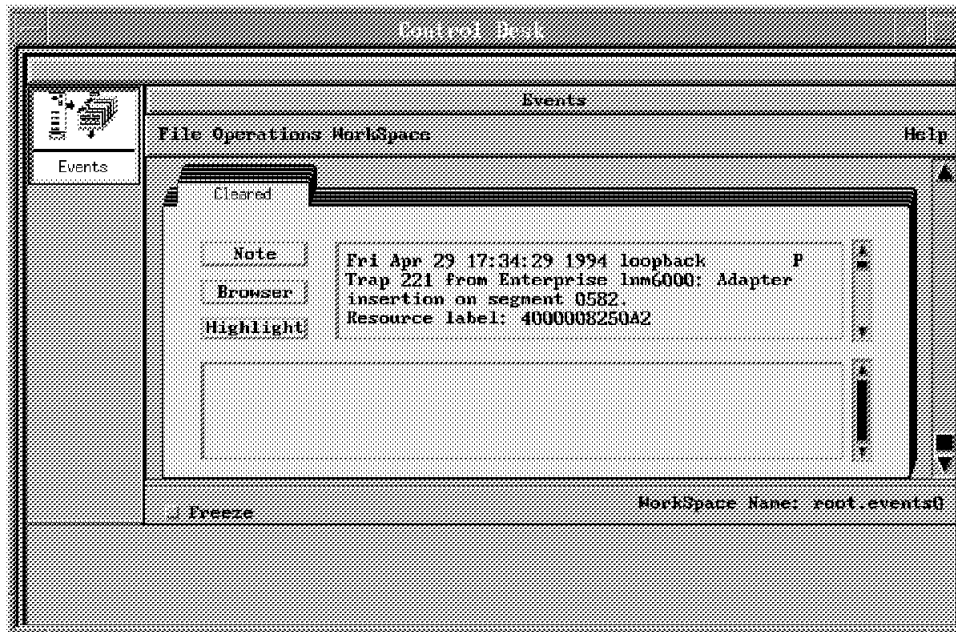 Control Desk
Events
File Operations WorkSpace Help
Events
Cleared
Note
Browser
Highlight
Fri Apr 29 17:34:29 1994 loopback P
Trap 221 from Enterprise lnm6000: Adapter
insertion on segment 0582.
Resource label: 4000008250A2
Freeze
WorkSpace Name: root.events0